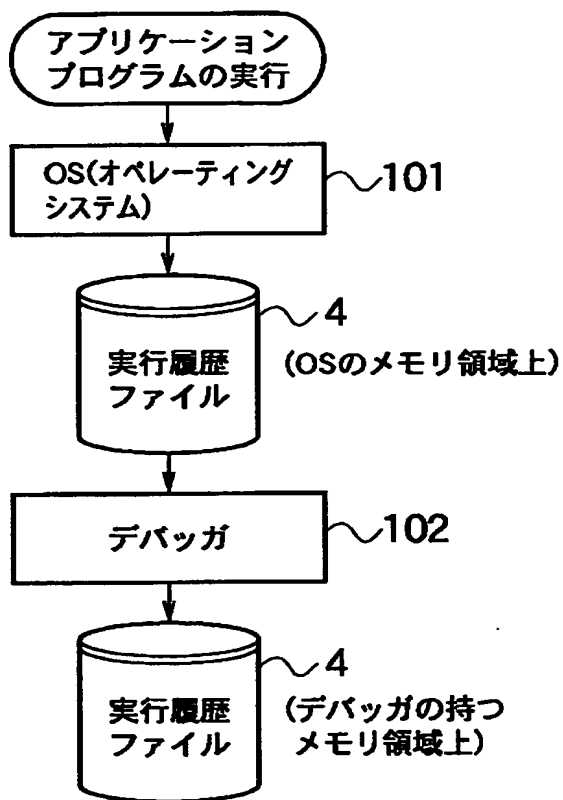 アプリケーション
プログラムの実行
OS(オペレーティング
システム)
101
実行履歴
ファイル
4
(OSのメモリ領域上)
デバッガ
102
実行履歴
ファイル
4
(デバッガの持つ
メモリ領域上)